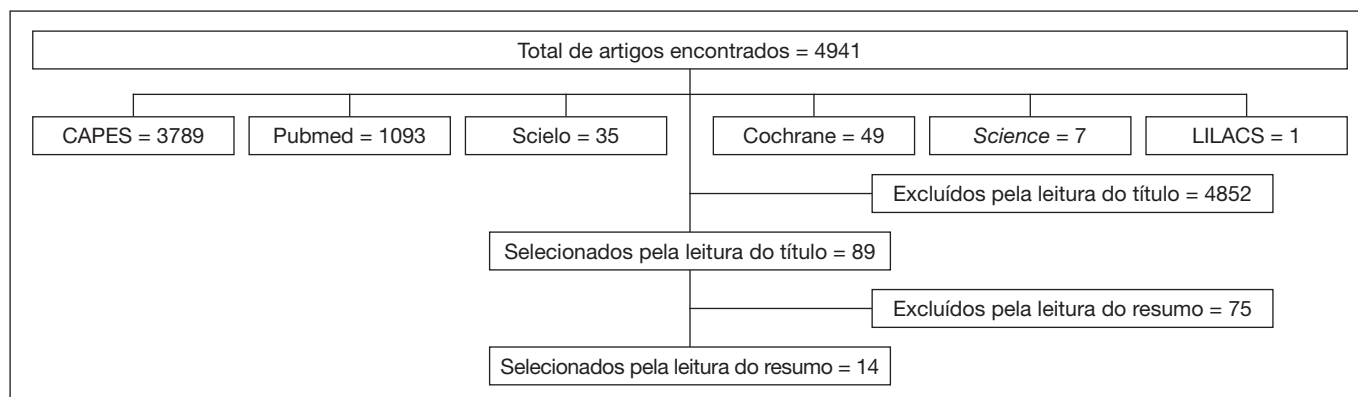 Total de artigos encontrados = 4941
CAPES = 3789
Pubmed = 1093
Scielo = 35
Cochrane = 49
Science = 7
LILACS = 1
Excluídos pela leitura do título = 4852
Selecionados pela leitura do título = 89
Excluídos pela leitura do resumo = 75
Selecionados pela leitura do resumo = 14